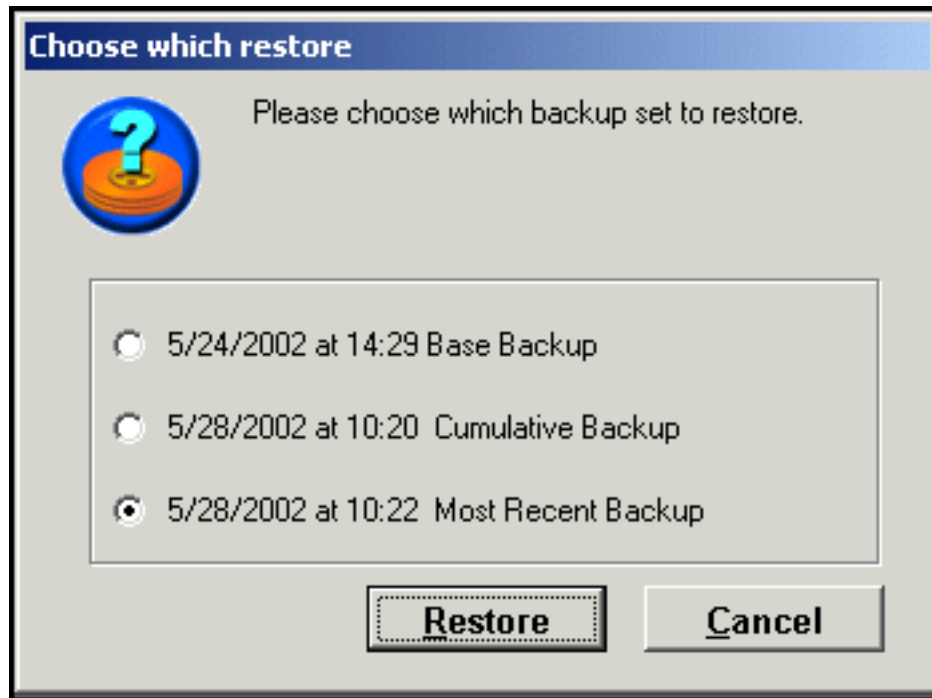 Choose which restore
Please choose which backup set to restore.
5/24/2002 at 14:29 Base Backup
5/28/2002 at 10:20  Cumulative Backup
5/28/2002 at 10:22  Most Recent Backup
Restore
Cancel